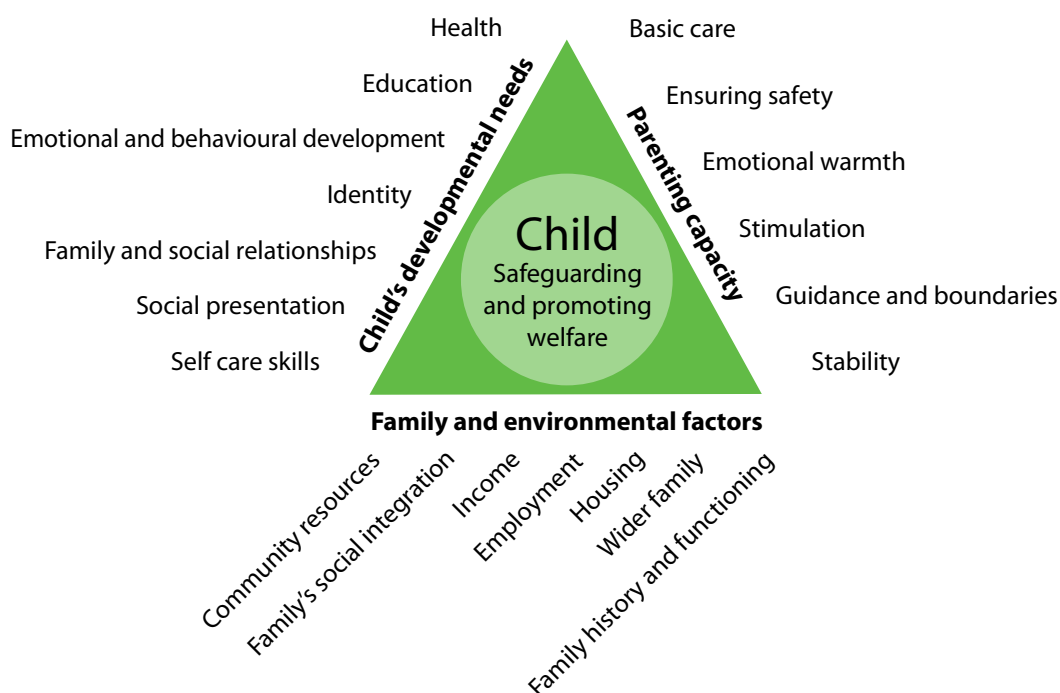 Health
Education
Emotional and behavioural development
Identity
Family and social relationships
Social presentation
Self care skills
Child's developmental needs
Child
Safeguarding
and promoting
welfare
Parenting capacity
Basic care
Ensuring safety
Emotional warmth
Stimulation
Guidance and boundaries
Stability
Family and environmental factors
Community resources
Family's social integration
Income
Employment
Housing
Wider family
Family history and functioning